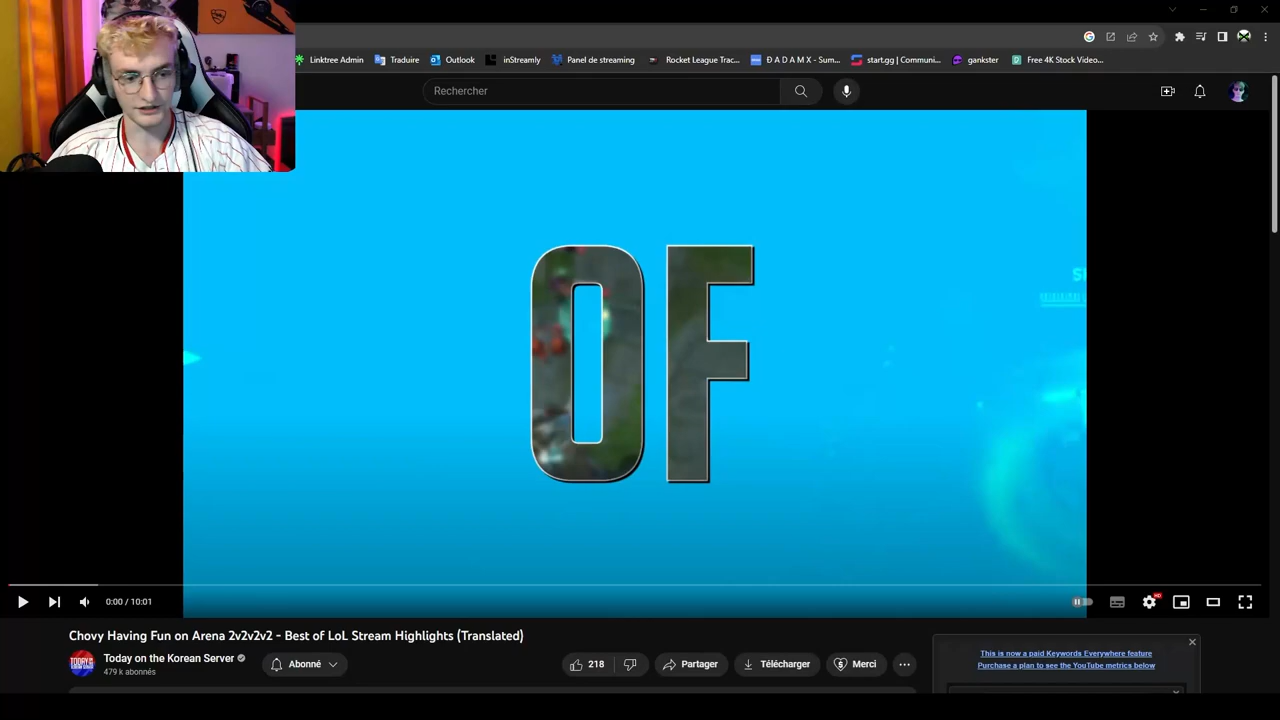 Linktree Admin
Traduire
Outlook
inStreamly
Panel de streaming
Rocket League Trac...
Ð A D A M X - Sum...
start.gg | Communi...
gankster
Free 4K Stock Video...
Rechercher
OF
0:00 / 10:01
HD
Chovy Having Fun on Arena 2v2v2v2 - Best of LoL Stream Highlights (Translated)
Today on the Korean Server
479 k abonnés
Abonné
218
Partager
Télécharger
Merci
This is now a paid Keywords Everywhere feature
Purchase a plan to see the YouTube metrics below